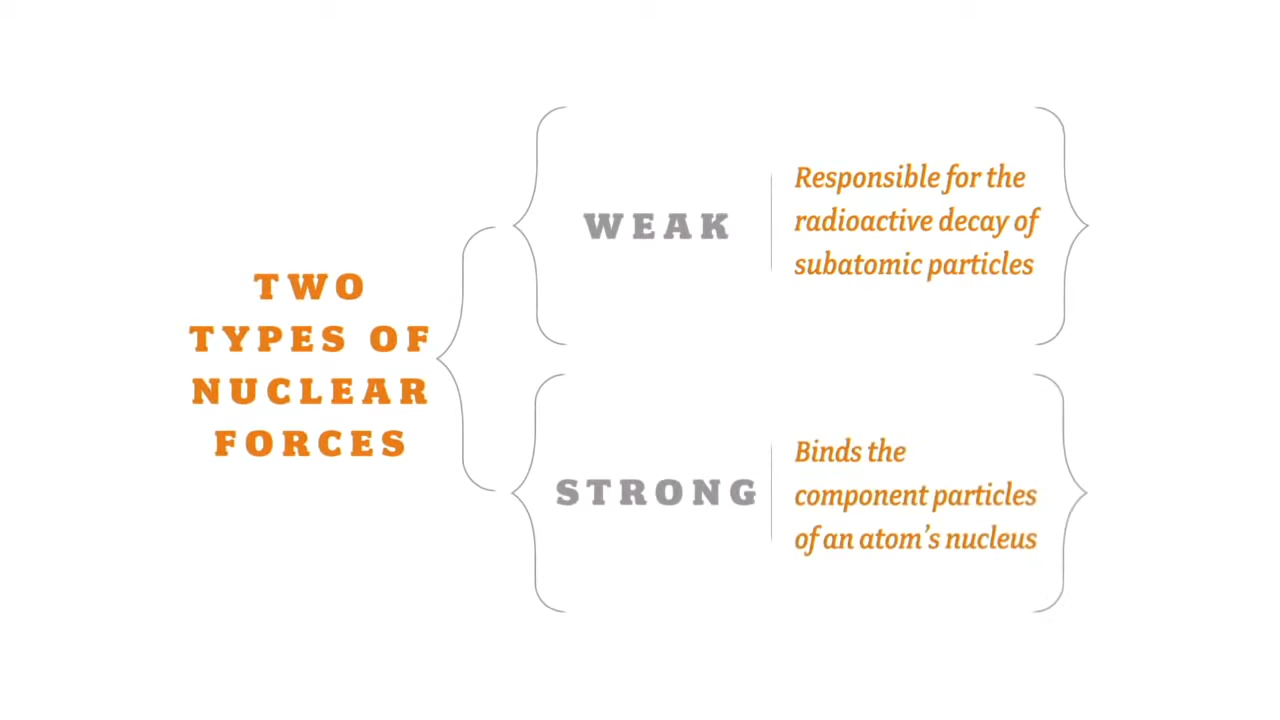 TWO
TYPES OF
NUCLEAR
FORCES
WEAK
Responsible for the
radioactive decay of
subatomic particles
STRONG
Binds the
component particles
of an atom’s nucleus